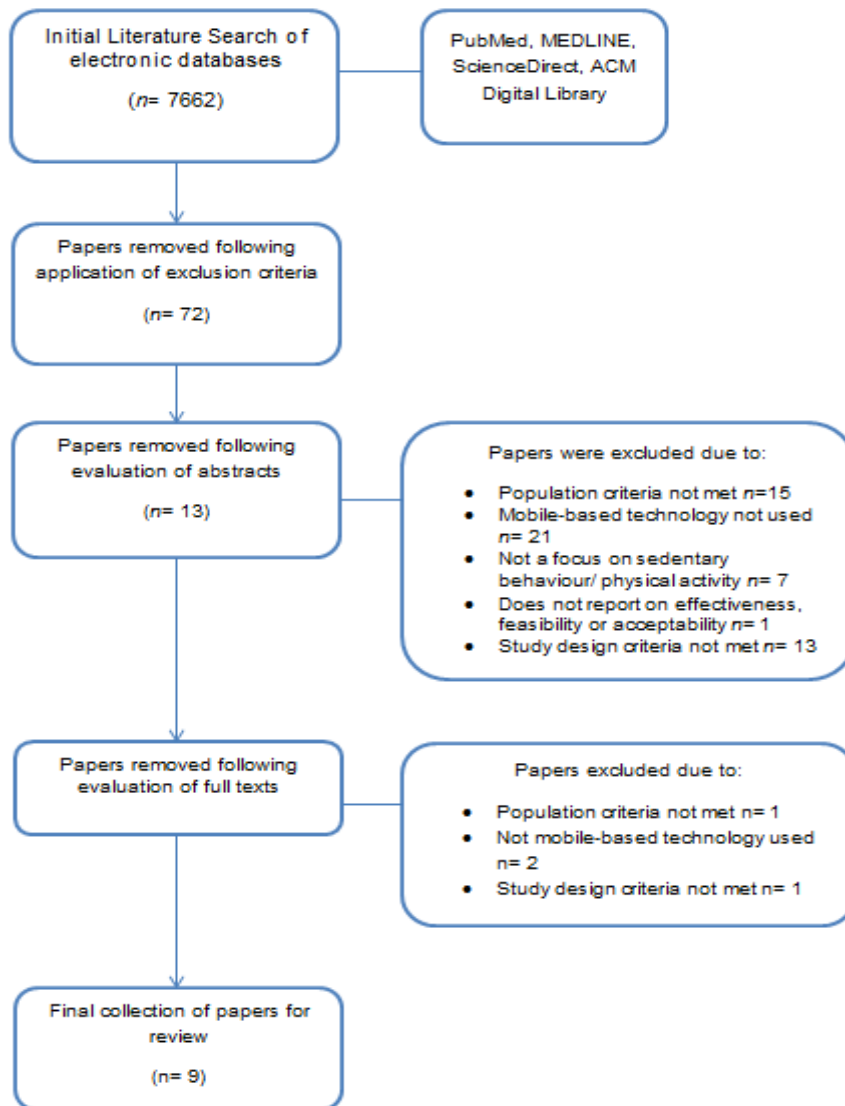 Initial Literature Search of
electronic databases
(n= 7662)
PubMed, MEDLINE,
ScienceDirect, ACM
Digital Library
Papers removed following
application of exclusion criteria
(n= 72)
Papers removed following
evaluation of abstracts
(n= 13)
Papers were excluded due to:
• Population criteria not met n=15
• Mobile-based technology not used
n= 21
• Not a focus on sedentary
behaviour/ physical activity n= 7
• Does not report on effectiveness,
feasibility or acceptability n= 1
• Study design criteria not met n= 13
Papers removed following
evaluation of full texts
Papers excluded due to:
• Population criteria not met n= 1
• Not mobile-based technology used
n= 2
• Study design criteria not met n= 1
Final collection of papers for
review
(n= 9)